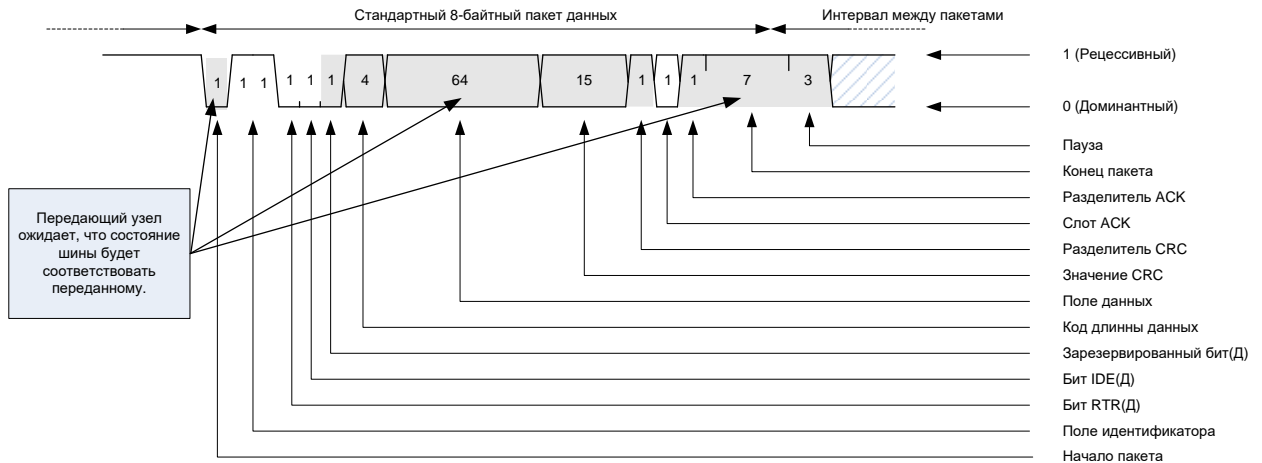 Стандартный 8-байтный пакет данных
Интервал между пакетами
1 1 1 1 1 1 4 64 15 1 1 1 7 3
1 (Рецессивный)
0 (Доминантный)
Пауза
Конец пакета
Разделитель ACK
Слот ACK
Разделитель CRC
Значение CRC
Поле данных
Код длинны данных
Зарезервированный бит(Д)
Бит IDE(Д)
Бит RTR(Д)
Поле идентификатора
Начало пакета
Передающий узел
ожидает, что состояние
шины будет
соответствовать
переданному.